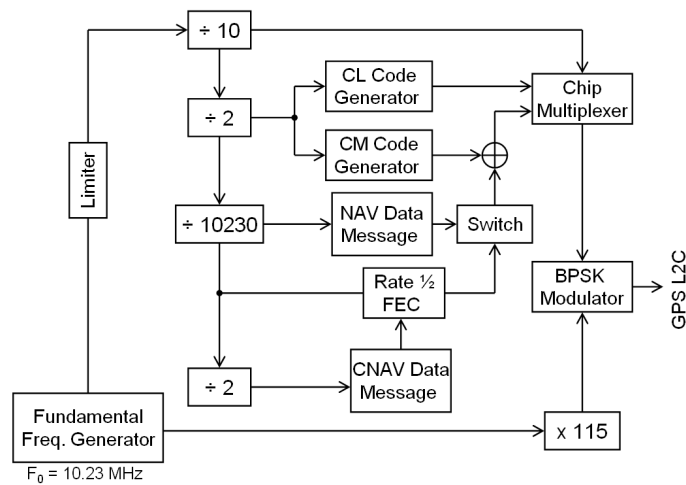 ÷ 10
CL Code
Generator
Chip
Multiplexer
÷ 2
CM Code
Generator
Limiter
÷ 10230
NAV Data
Message
Switch
Rate ½
FEC
BPSK
Modulator
GPS L2C
÷ 2
CNAV Data
Message
Fundamental
Freq. Generator
x 115
F₀ = 10.23 MHz